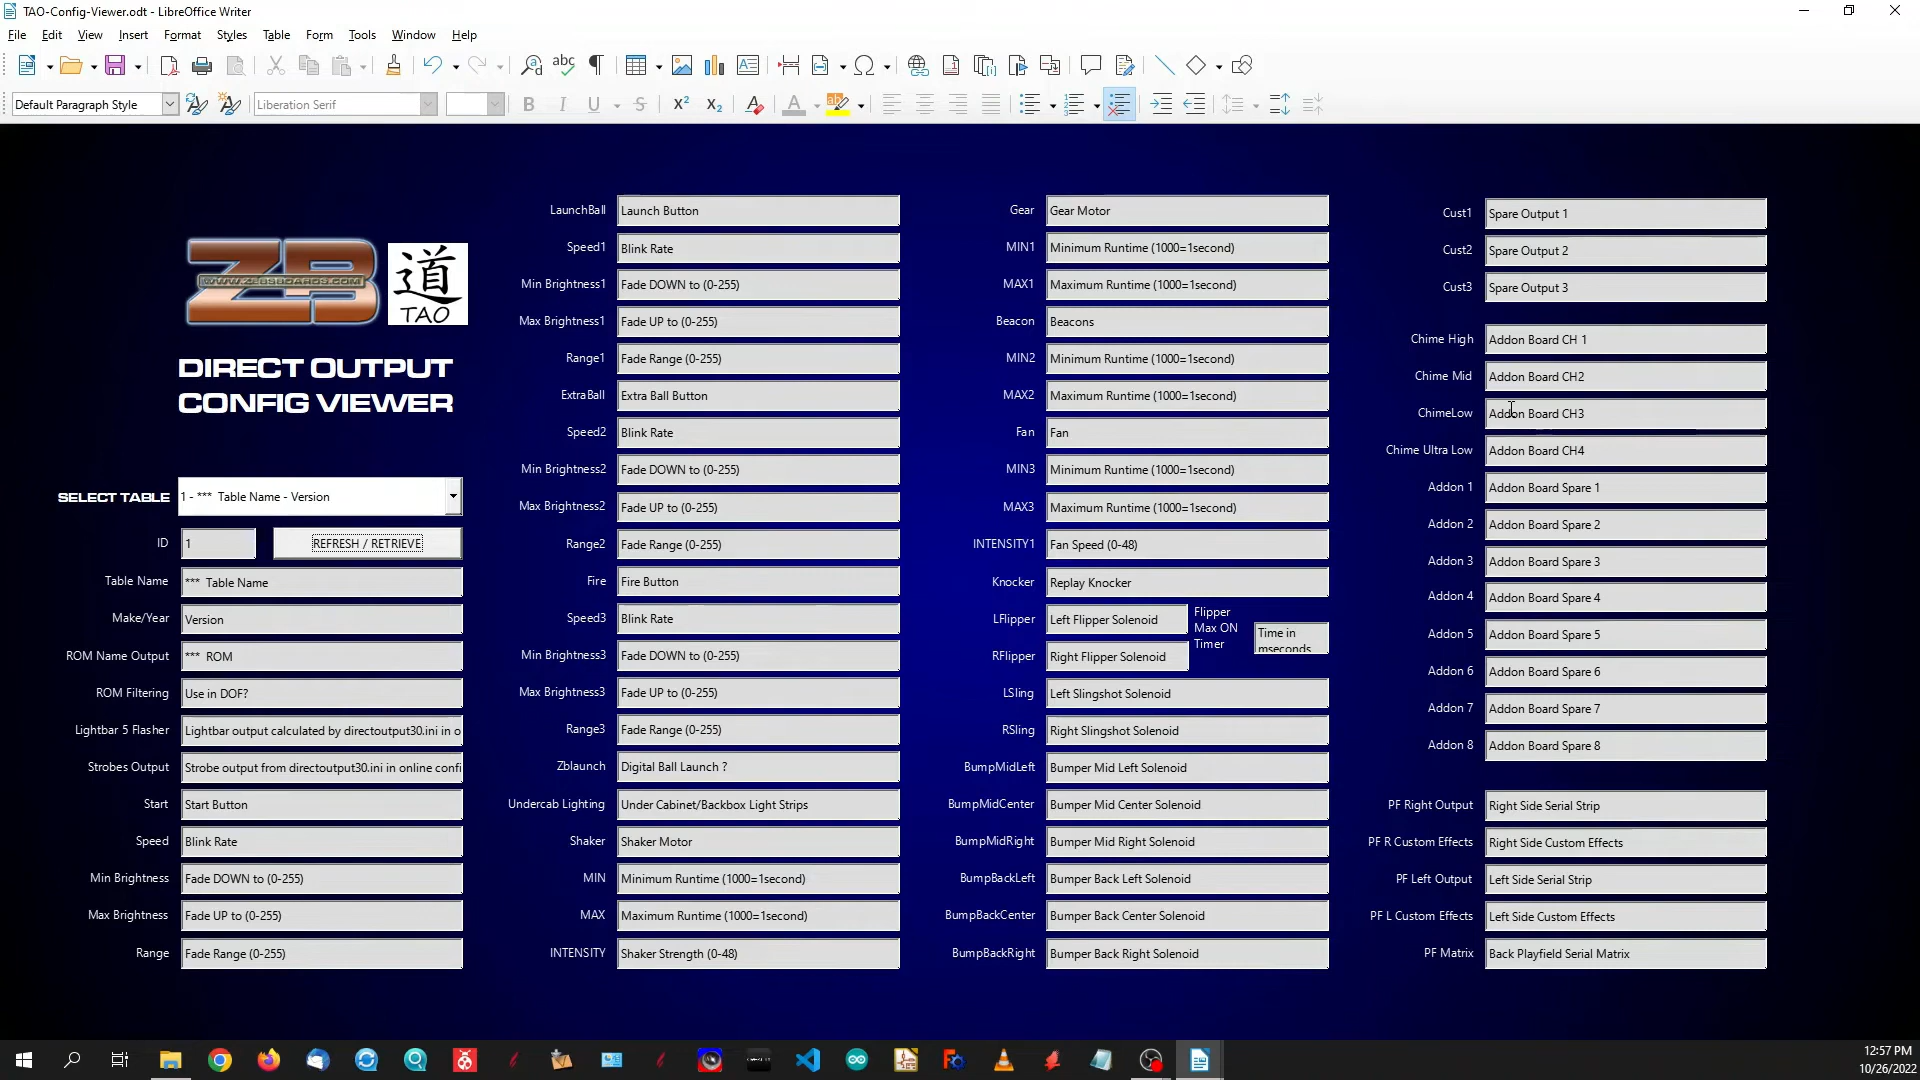 TAO-Config-Viewer.odt - LibreOffice Writer
File Edit View Insert Format Styles Table Form Tools Window Help
Default Paragraph Style
Liberation Serif
ZB
WWW.ZEBSBOARDS.COM
道
TAO
DIRECT OUTPUT
CONFIG VIEWER
SELECT TABLE 1 - *** Table Name - Version
ID 1 REFRESH / RETRIEVE
Table Name *** Table Name
Make/Year Version
ROM Name Output *** ROM
ROM Filtering Use in DOF?
Lightbar 5 Flasher Lightbar output calculated by directoutput30.ini in o
Strobes Output Strobe output from directoutput30.ini in online confi
Start Start Button
Speed Blink Rate
Min Brightness Fade DOWN to (0-255)
Max Brightness Fade UP to (0-255)
Range Fade Range (0-255)
LaunchBall Launch Button
Speed1 Blink Rate
Min Brightness1 Fade DOWN to (0-255)
Max Brightness1 Fade UP to (0-255)
Range1 Fade Range (0-255)
ExtraBall Extra Ball Button
Speed2 Blink Rate
Min Brightness2 Fade DOWN to (0-255)
Max Brightness2 Fade UP to (0-255)
Range2 Fade Range (0-255)
Fire Fire Button
Speed3 Blink Rate
Min Brightness3 Fade DOWN to (0-255)
Max Brightness3 Fade UP to (0-255)
Range3 Fade Range (0-255)
Zblaunch Digital Ball Launch ?
Undercab Lighting Under Cabinet/Backbox Light Strips
Shaker Shaker Motor
MIN Minimum Runtime (1000=1second)
MAX Maximum Runtime (1000=1second)
INTENSITY Shaker Strength (0-48)
Gear Gear Motor
MIN1 Minimum Runtime (1000=1second)
MAX1 Maximum Runtime (1000=1second)
Beacon Beacons
MIN2 Minimum Runtime (1000=1second)
MAX2 Maximum Runtime (1000=1second)
Fan Fan
MIN3 Minimum Runtime (1000=1second)
MAX3 Maximum Runtime (1000=1second)
INTENSITY1 Fan Speed (0-48)
Knocker Replay Knocker
LFlipper Left Flipper Solenoid
RFlipper Right Flipper Solenoid
Flipper
Max ON
Timer
Time in
mseconds
LSling Left Slingshot Solenoid
RSling Right Slingshot Solenoid
BumpMidLeft Bumper Mid Left Solenoid
BumpMidCenter Bumper Mid Center Solenoid
BumpMidRight Bumper Mid Right Solenoid
BumpBackLeft Bumper Back Left Solenoid
BumpBackCenter Bumper Back Center Solenoid
BumpBackRight Bumper Back Right Solenoid
Cust1 Spare Output 1
Cust2 Spare Output 2
Cust3 Spare Output 3
Chime High Addon Board CH 1
Chime Mid Addon Board CH2
ChimeLow Addon Board CH3
Chime Ultra Low Addon Board CH4
Addon 1 Addon Board Spare 1
Addon 2 Addon Board Spare 2
Addon 3 Addon Board Spare 3
Addon 4 Addon Board Spare 4
Addon 5 Addon Board Spare 5
Addon 6 Addon Board Spare 6
Addon 7 Addon Board Spare 7
Addon 8 Addon Board Spare 8
PF Right Output Right Side Serial Strip
PF R Custom Effects Right Side Custom Effects
PF Left Output Left Side Serial Strip
PF L Custom Effects Left Side Custom Effects
PF Matrix Back Playfield Serial Matrix
12:57 PM
10/26/2022